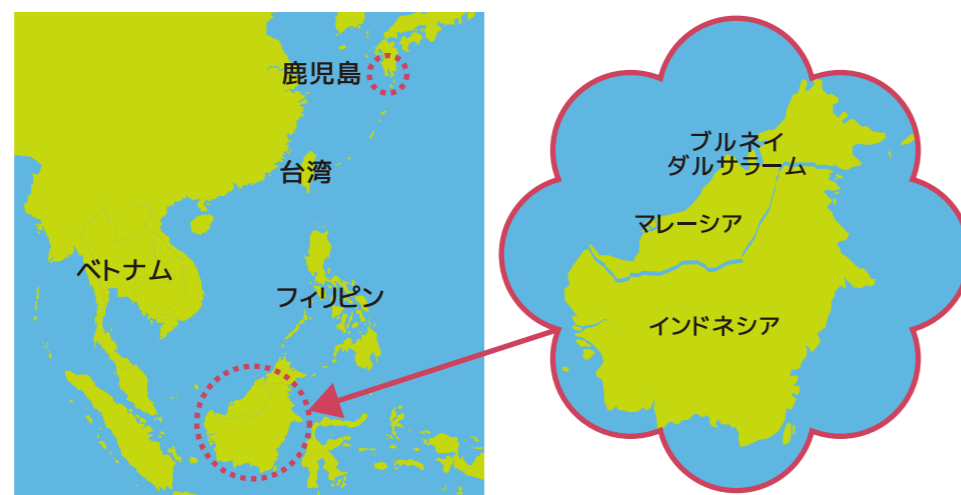 鹿児島
台湾
ベトナム
フィリピン
ブルネイ
ダルサラーム
マレーシア
インドネシア